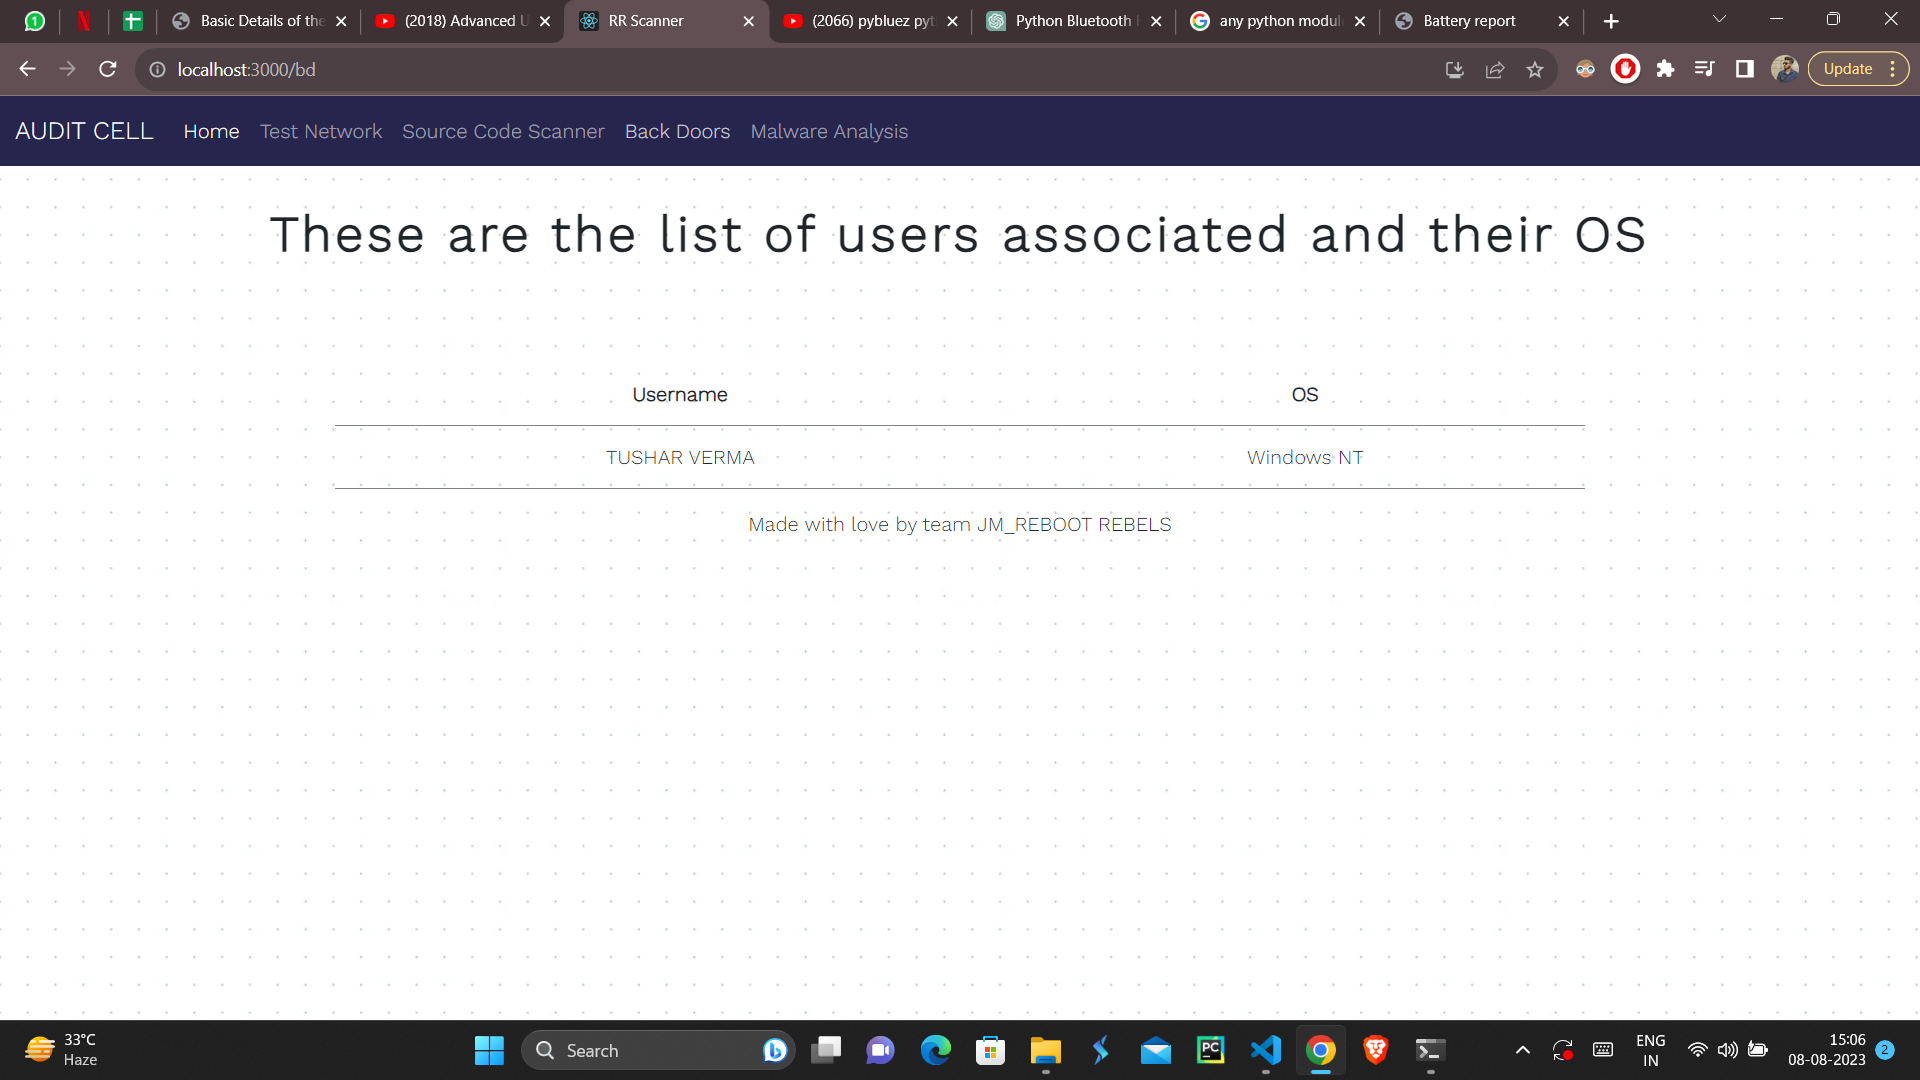 Basic Details of the
(2018) Advanced U
RR Scanner
(2066) pybluez pyt
Python Bluetooth
any python modul
Battery report
localhost:3000/bd
Update
AUDIT CELL
Home
Test Network
Source Code Scanner
Back Doors
Malware Analysis
These are the list of users associated and their OS
Username
OS
TUSHAR VERMA
Windows NT
Made with love by team JM_REBOOT REBELS
33°C
Haze
Search
PC
ENG
IN
15:06
08-08-2023
2